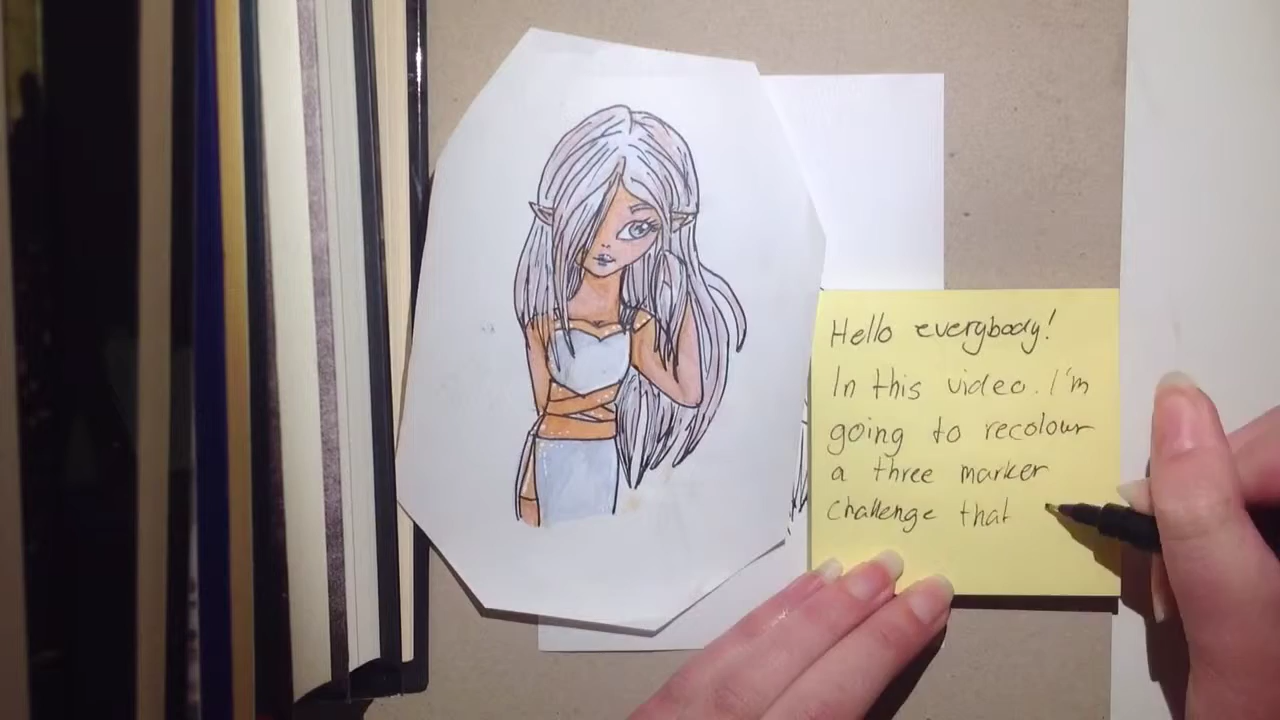 Hello everybody!
In this video. I'm
going to recolour
a three marker
challenge that